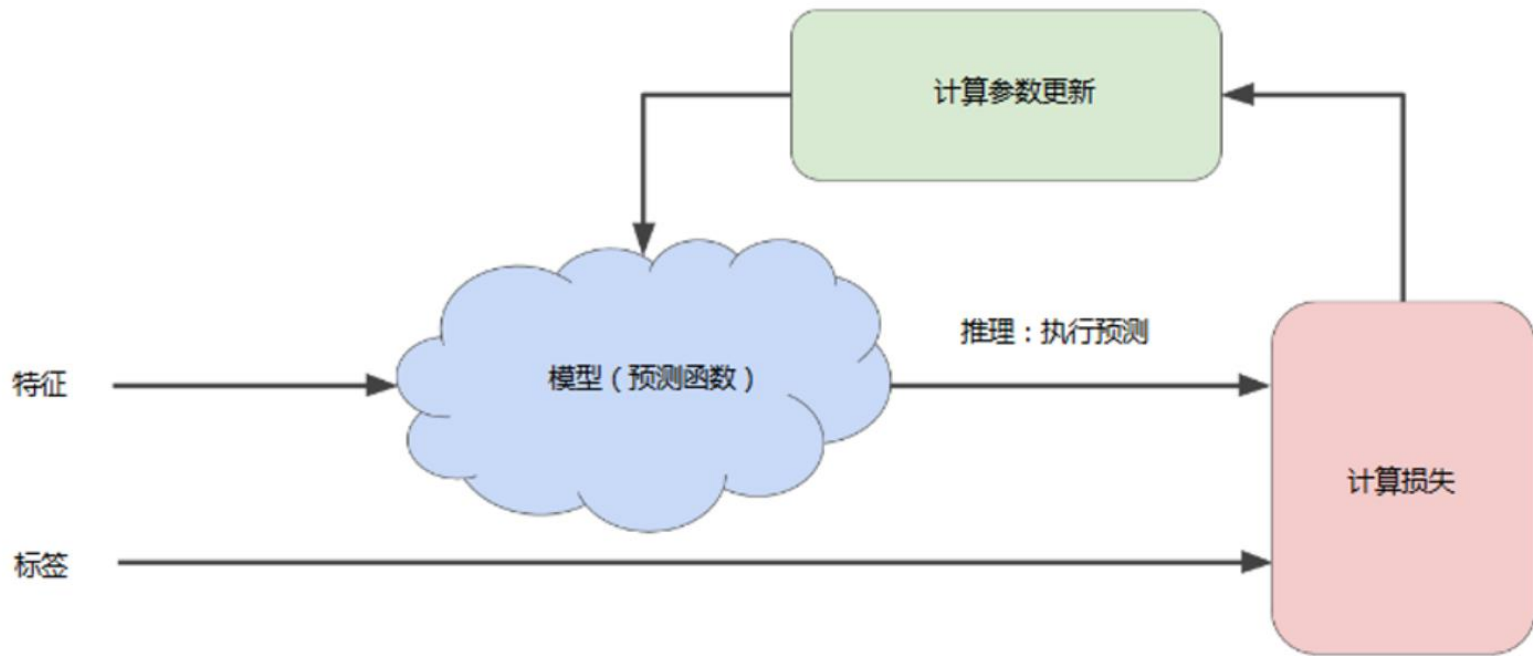 计算参数更新
推理：执行预测
特征
模型（预测函数）
计算损失
标签